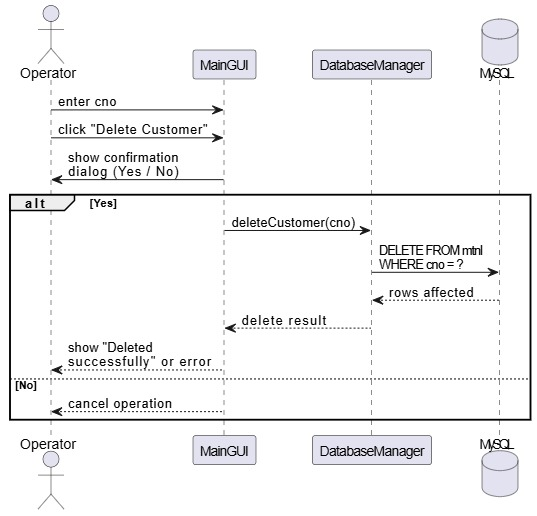 Operator
MainGUI
DatabaseManager
MySQL
enter cno
click "Delete Customer"
show confirmation
dialog (Yes / No)
alt
[Yes]
deleteCustomer(cno)
DELETE FROM mtnl
WHERE cno = ?
rows affected
delete result
show "Deleted
successfully" or error
[No]
cancel operation
Operator
MainGUI
DatabaseManager
MySQL